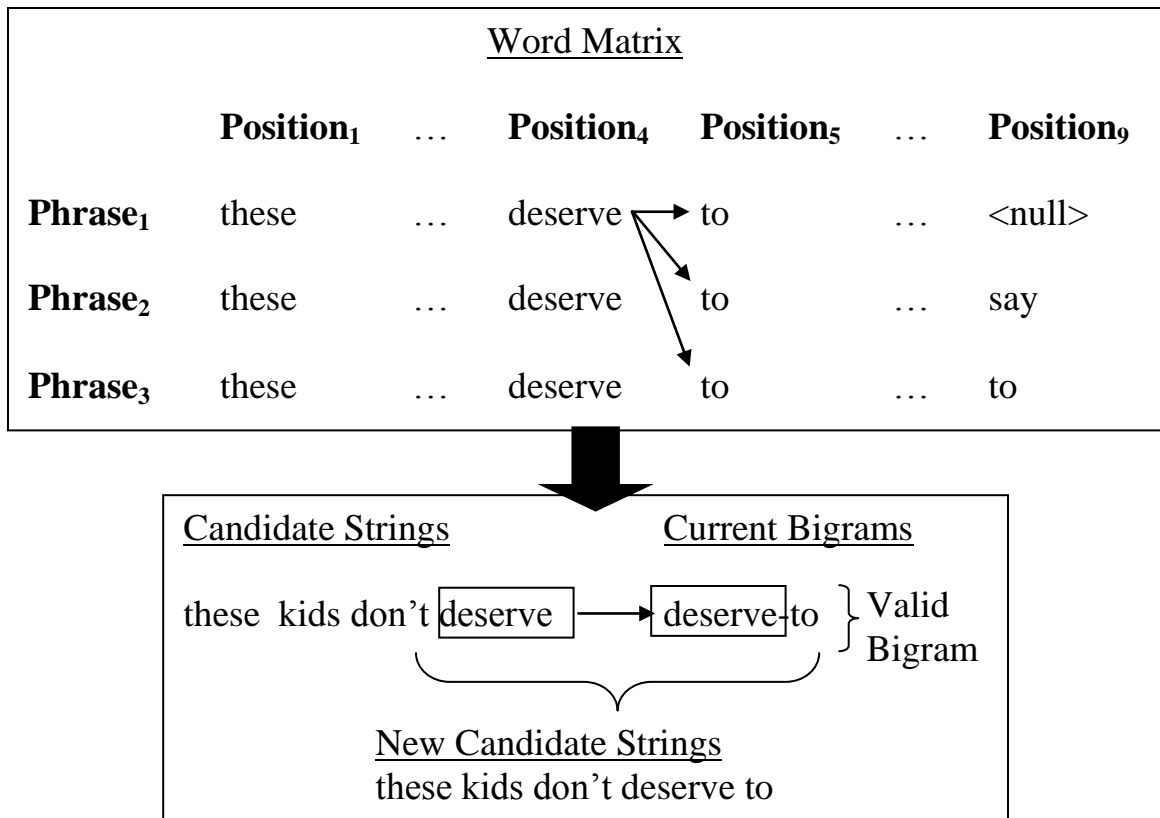 Word Matrix
Position₁ … Position₄ Position₅ … Position₉
Phrase₁ these … deserve to … <null>
Phrase₂ these … deserve to … say
Phrase₃ these … deserve to … to
Candidate Strings Current Bigrams
these kids don't deserve deserve-to Valid
Bigram
New Candidate Strings
these kids don't deserve to